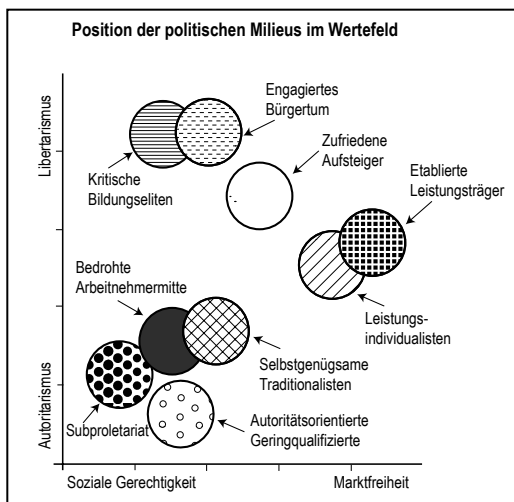 Position der politischen Milieus im Wertefeld
Libertarismus
Autoritarismus
Engagiertes
Bürgertum
Zufriedene
Aufsteiger
Etablierte
Leistungsträger
Kritische
Bildungseliten
Bedrohte
Arbeitnehmermitte
Leistungs-
individualisten
Selbstgenügsame
Traditionalisten
Subproletariat
Autoritätsorientierte
Geringqualifizierte
Soziale Gerechtigkeit
Marktfreiheit